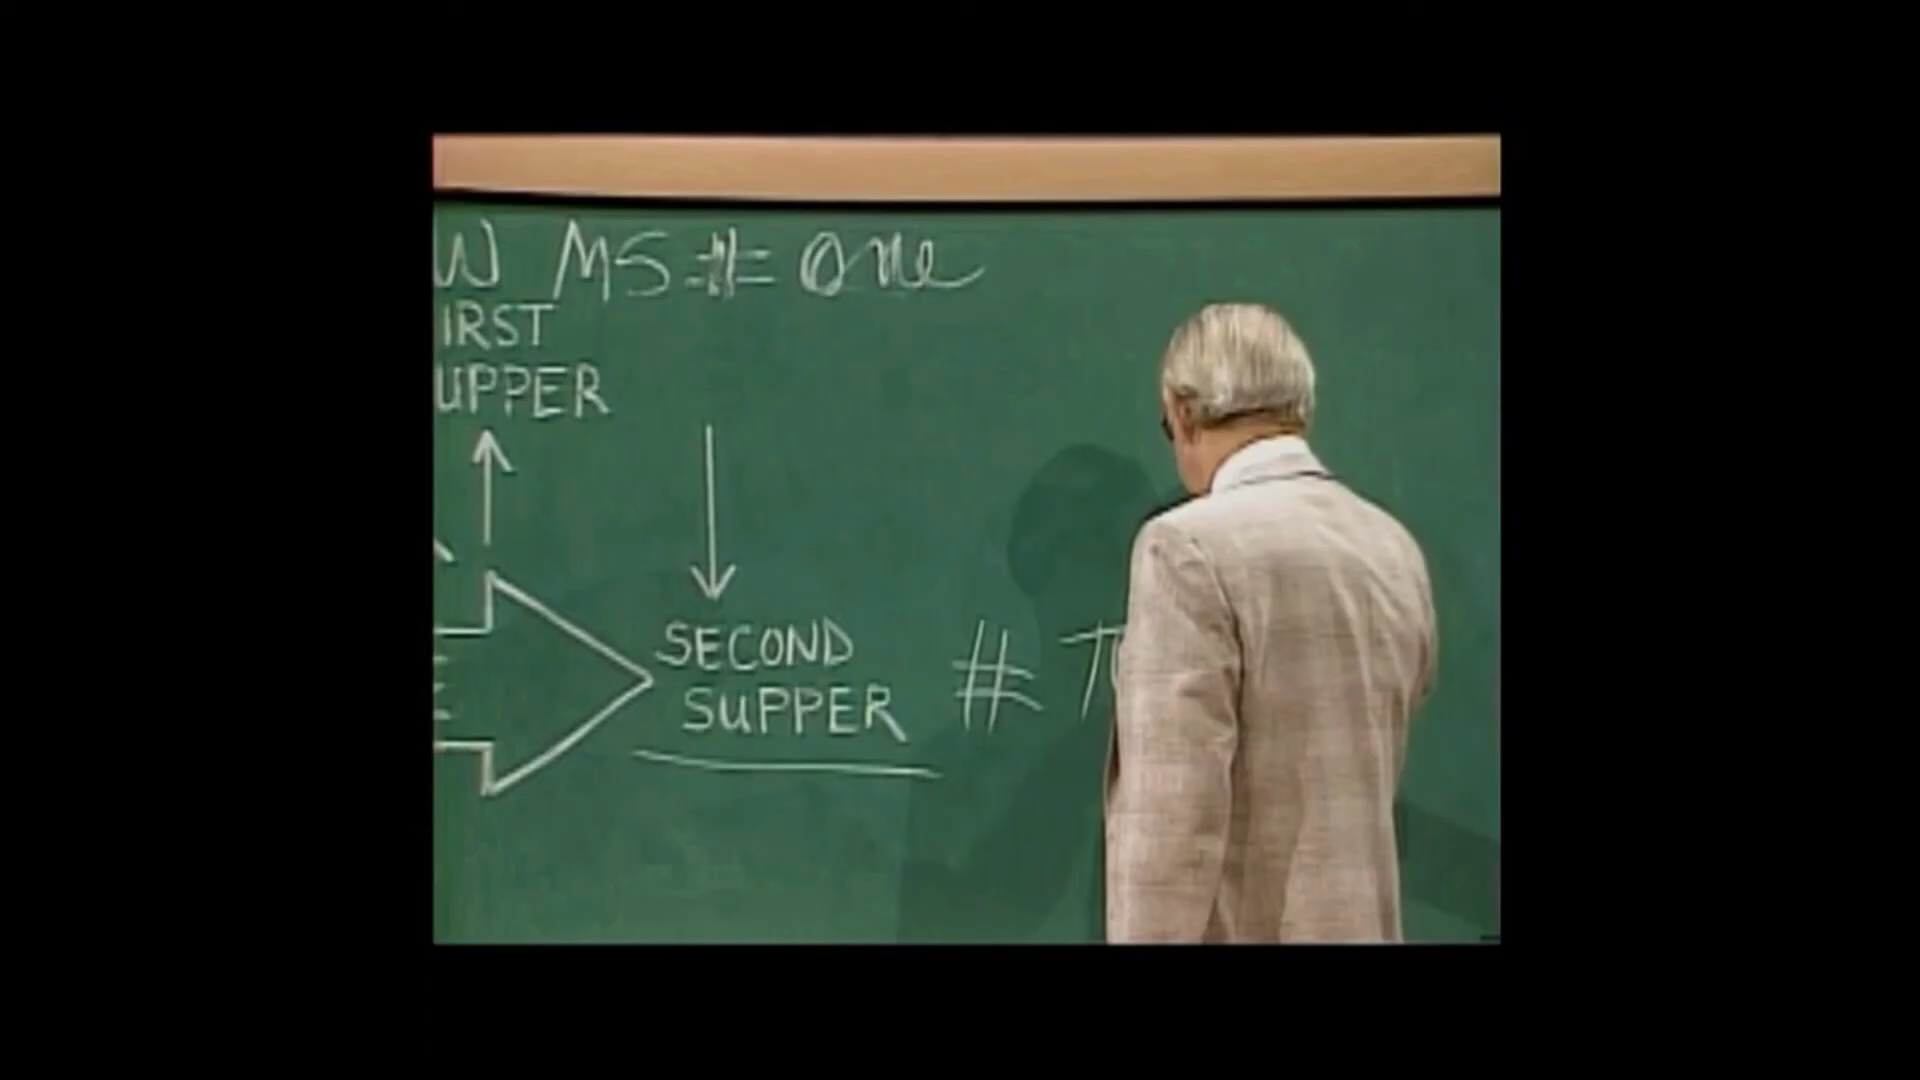 W MS # = One
IRST
UPPER
SECOND
SUPPER
# T